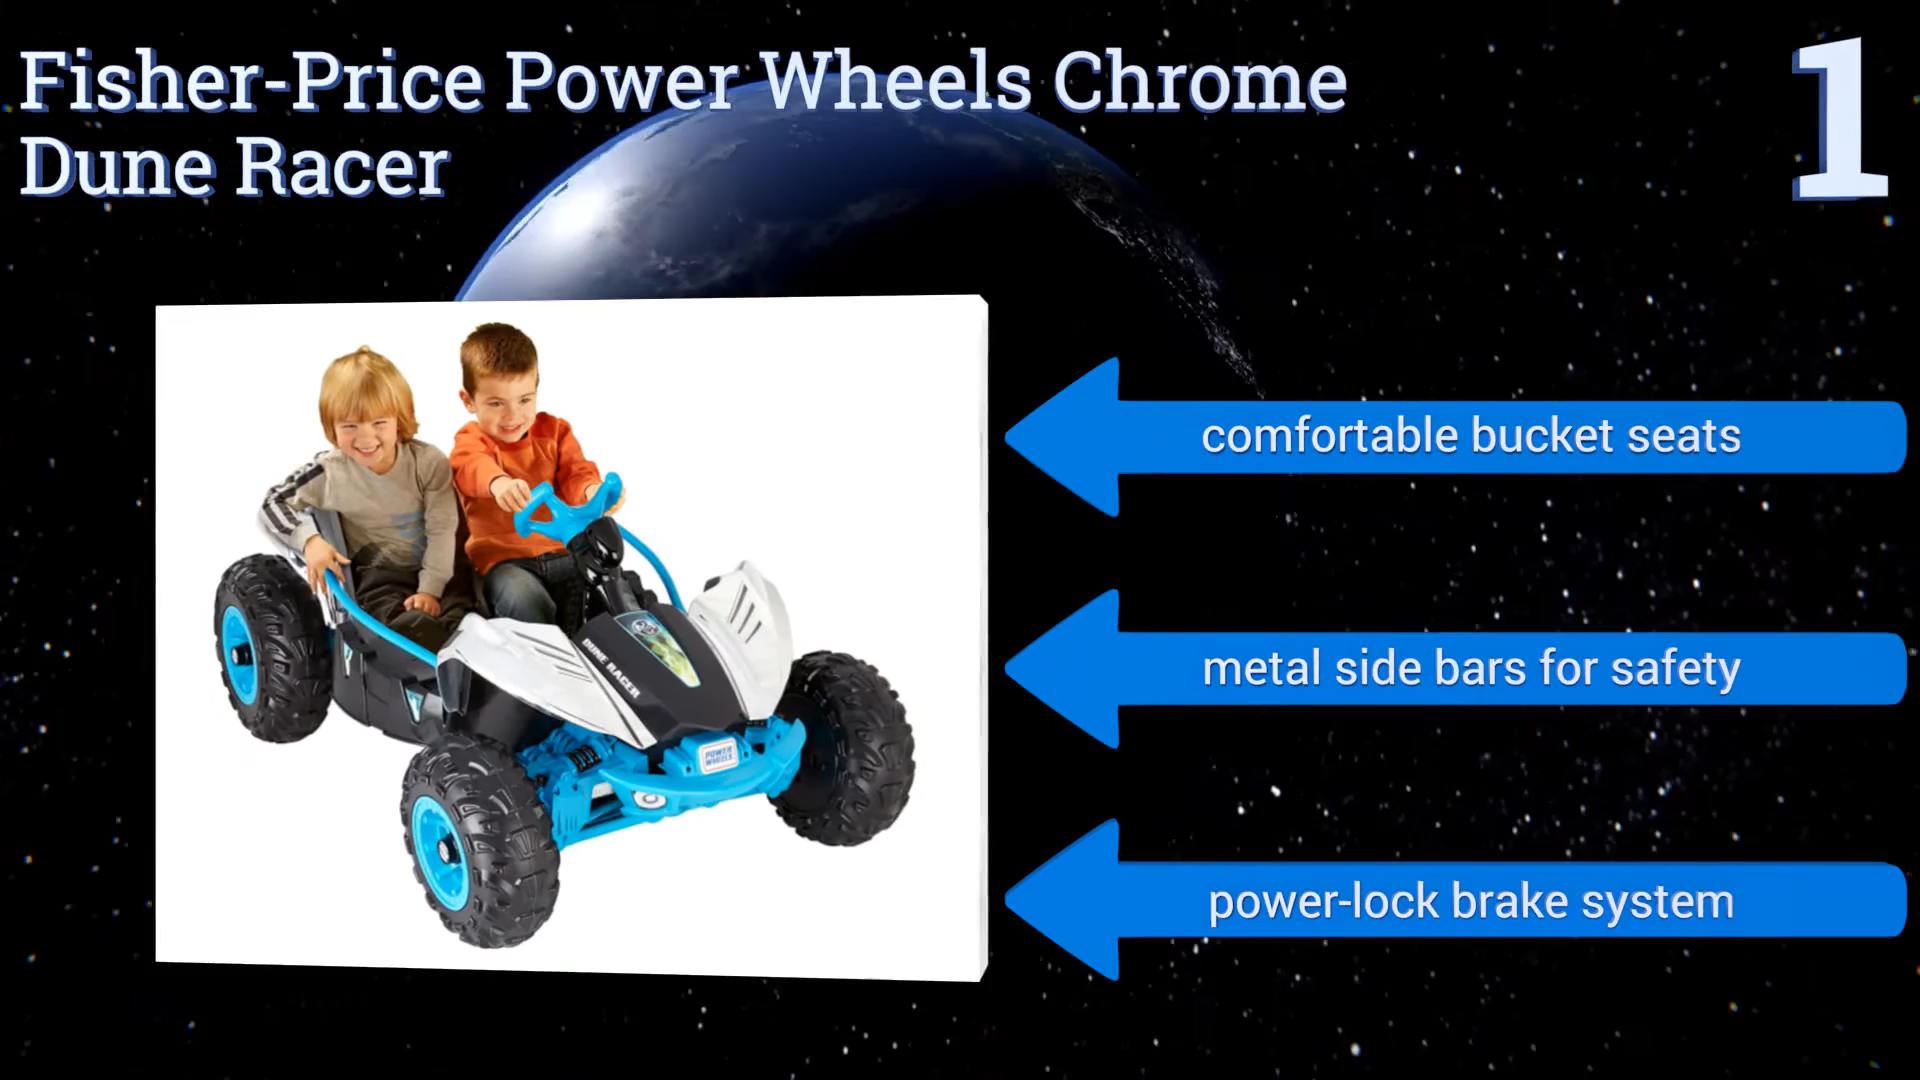 Fisher-Price Power Wheels Chrome
Dune Racer
1
comfortable bucket seats
metal side bars for safety
power-lock brake system
DUNE RACER
POWER
WHEELS